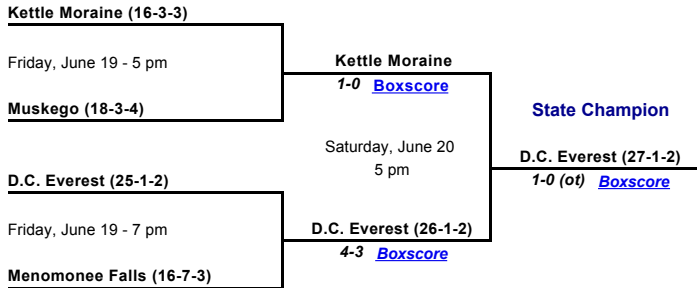 Kettle Moraine (16-3-3)
Friday, June 19 - 5 pm
Muskego (18-3-4)
Kettle Moraine
1-0 Boxscore
D.C. Everest (25-1-2)
Friday, June 19 - 7 pm
Menomonee Falls (16-7-3)
D.C. Everest (26-1-2)
4-3 Boxscore
Saturday, June 20
5 pm
State Champion
D.C. Everest (27-1-2)
1-0 (ot) Boxscore